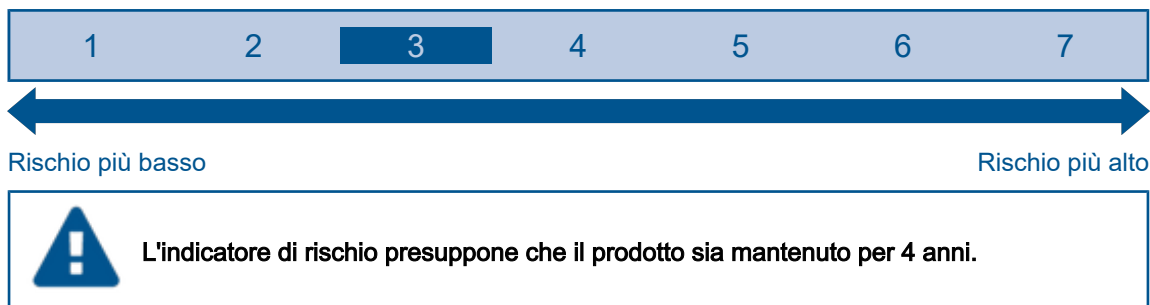 1 2 3 4 5 6 7
Rischio più basso Rischio più alto
L'indicatore di rischio presuppone che il prodotto sia mantenuto per 4 anni.